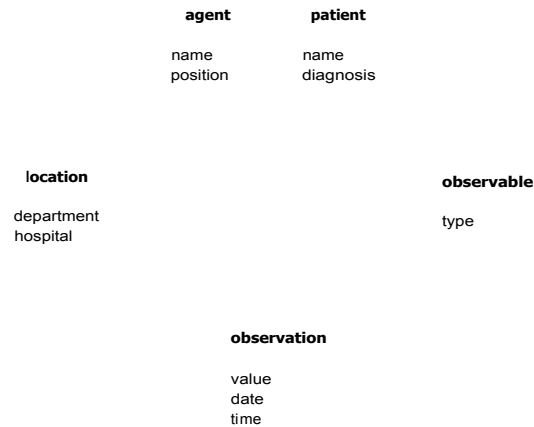 agent
name
position
patient
name
diagnosis
location
department
hospital
observable
type
observation
value
date
time